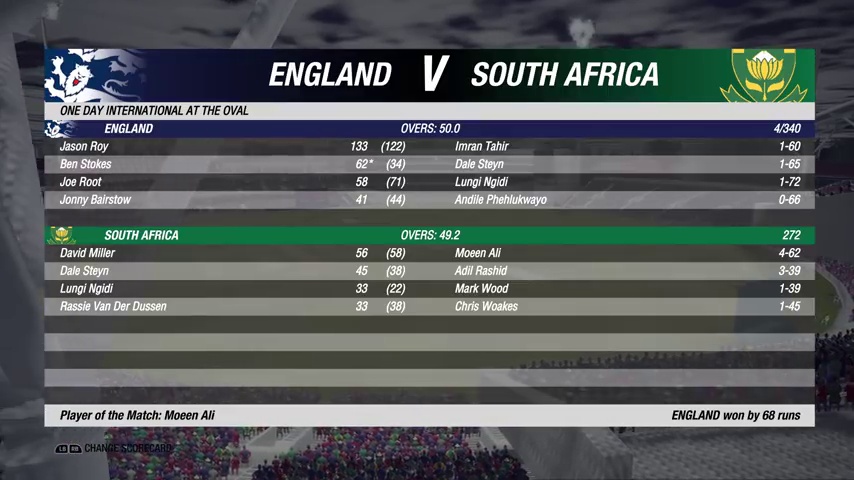 ENGLAND V SOUTH AFRICA
ONE DAY INTERNATIONAL AT THE OVAL
ENGLAND OVERS: 50.0 4/340
Jason Roy 133 (122) Imran Tahir 1-60
Ben Stokes 62* (34) Dale Steyn 1-65
Joe Root 58 (71) Lungi Ngidi 1-72
Jonny Bairstow 41 (44) Andile Phehlukwayo 0-66
SOUTH AFRICA OVERS: 49.2 272
David Miller 56 (58) Moeen Ali 4-62
Dale Steyn 45 (38) Adil Rashid 3-39
Lungi Ngidi 33 (22) Mark Wood 1-39
Rassie Van Der Dussen 33 (38) Chris Woakes 1-45
Player of the Match: Moeen Ali ENGLAND won by 68 runs
LB RB CHANGE SCORECARD